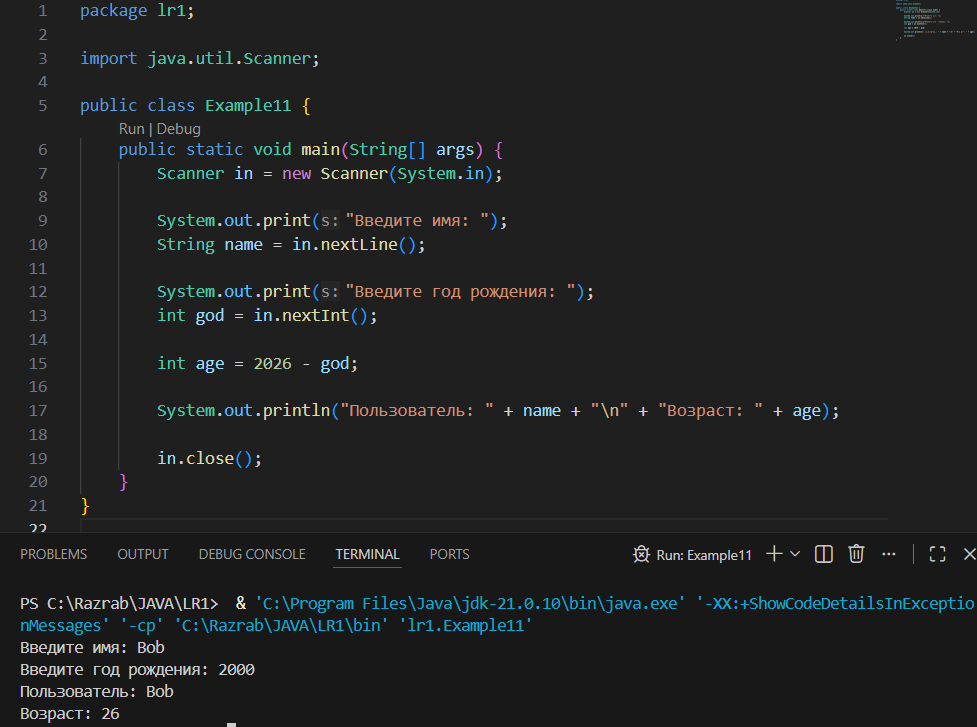 1 package lr1;
2
3 import java.util.Scanner;
4
5 public class Example11 {
Run | Debug
6 public static void main(String[] args) {
7 Scanner in = new Scanner(System.in);
8
9 System.out.print(s: "Введите имя: ");
10 String name = in.nextLine();
11
12 System.out.print(s: "Введите год рождения: ");
13 int god = in.nextInt();
14
15 int age = 2026 - god;
16
17 System.out.println("Пользователь: " + name + "\n" + "Возраст: " + age);
18
19 in.close();
20 }
21 }
22
PROBLEMS OUTPUT DEBUG CONSOLE TERMINAL PORTS Run: Example11
PS C:\Razrab\JAVA\LR1> & 'C:\Program Files\Java\jdk-21.0.10\bin\java.exe' '-XX:+ShowCodeDetailsInExceptio
nMessages' '-cp' 'C:\Razrab\JAVA\LR1\bin' 'lr1.Example11'
Введите имя: Bob
Введите год рождения: 2000
Пользователь: Bob
Возраст: 26